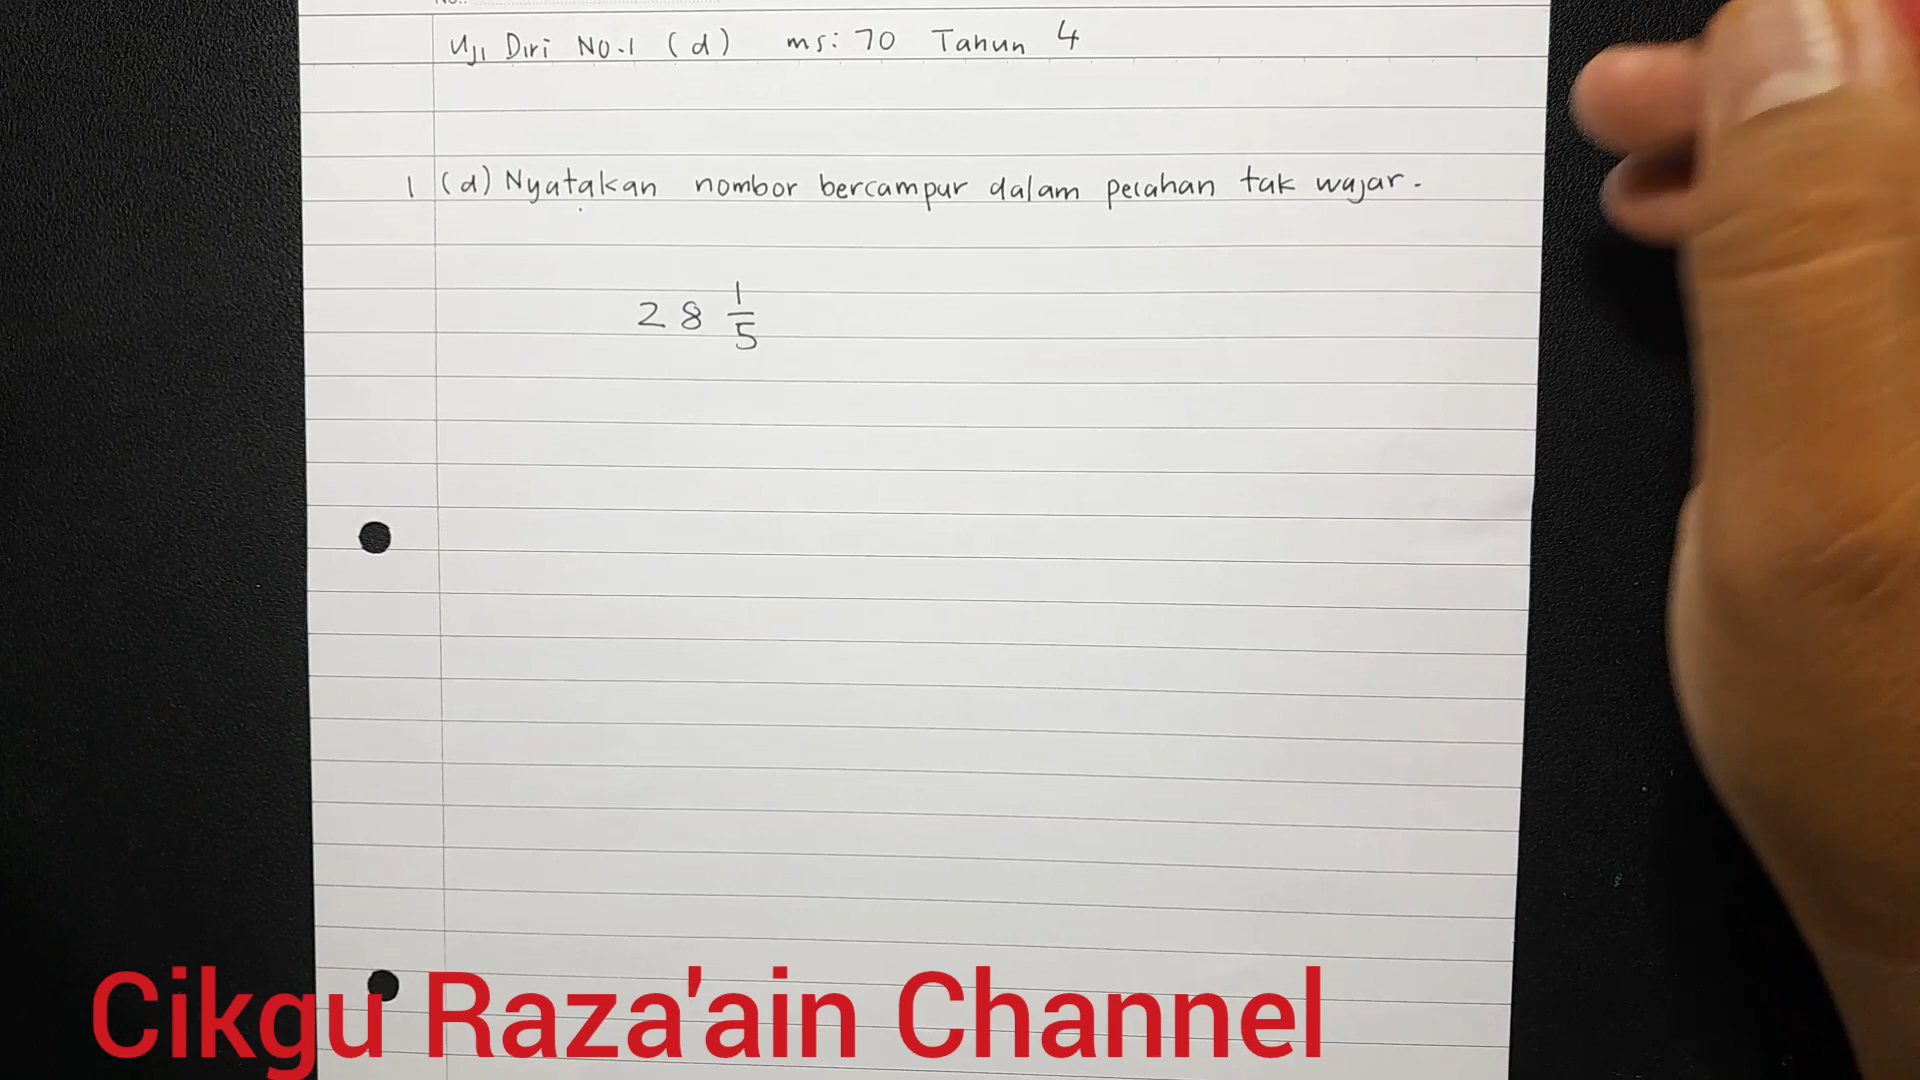 Uji Diri No.1 (d) ms: 70 Tahun 4
1 (d) Nyatakan nombor bercampur dalam pecahan tak wajar.
28 1/5
Cikgu Raza'ain Channel